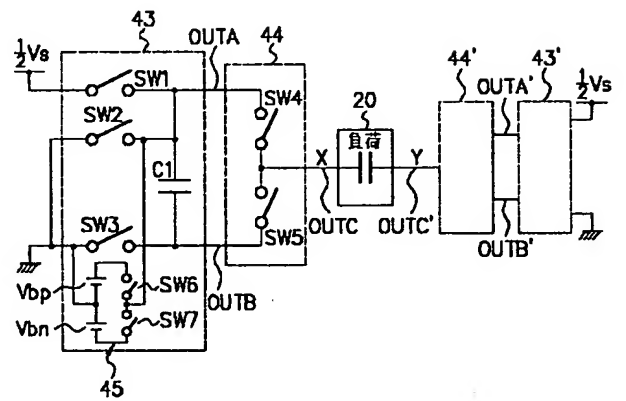 43
OUTA
44
½Vs
SW1
SW2
SW4
C1
SW3
SW5
Vbp
SW6
Vbn
SW7
OUTB
45
20
負荷
X
Y
OUTC
OUTC'
44'
OUTA'
43'
½Vs
OUTB'